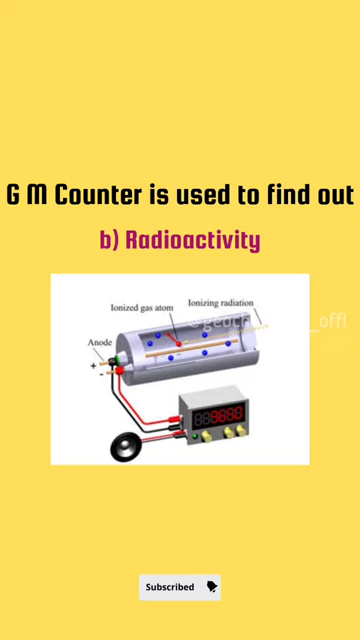 G M Counter is used to find out
b) Radioactivity
Ionizing radiation
Ionized gas atom
Anode
+
-
Subscribed